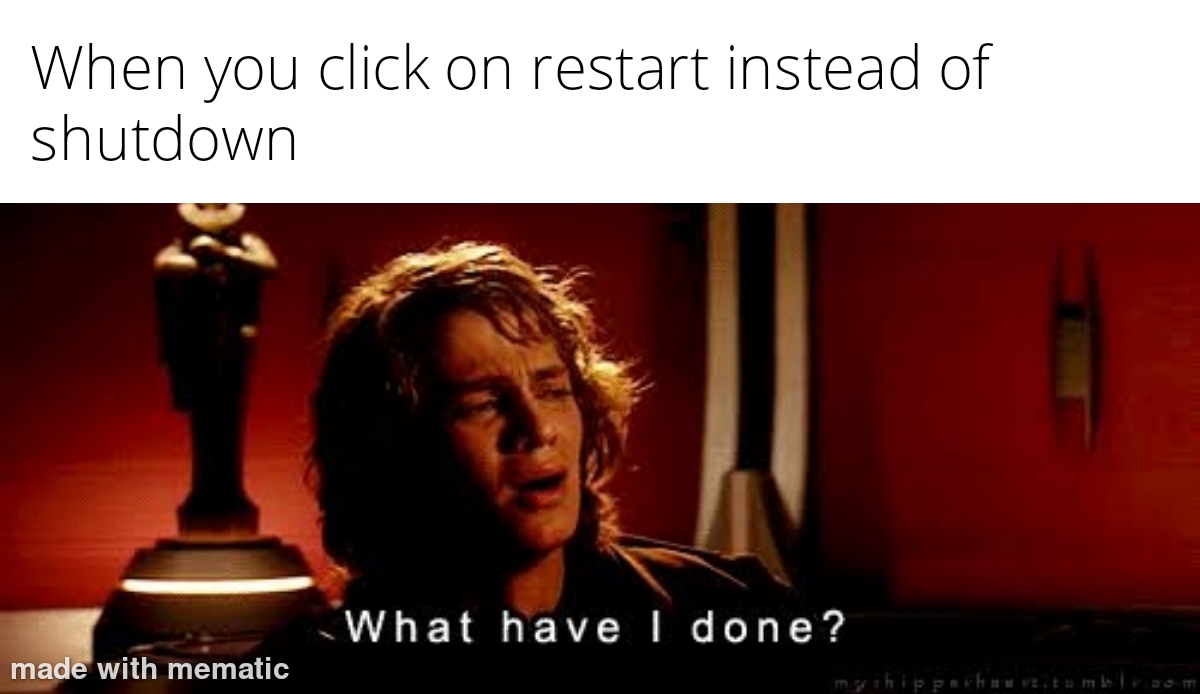 When you click on restart instead of
shutdown
What have I done?
made with mematic